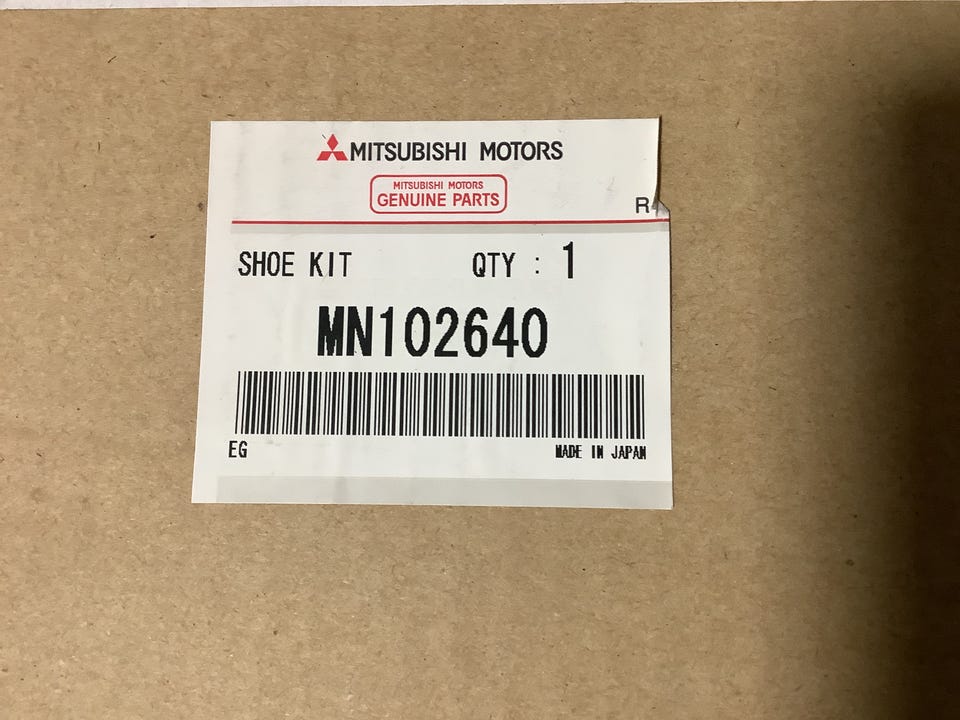 MITSUBISHI MOTORS
MITSUBISHI MOTORS
GENUINE PARTS
SHOE KIT QTY : 1
MN102640
EG MADE IN JAPAN